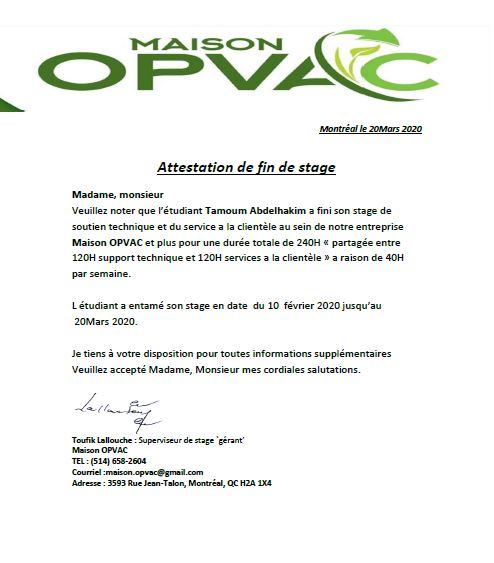 MAISON
OPVAC
Montréal le 20Mars 2020
Attestation de fin de stage
Madame, monsieur
Veuillez noter que l’étudiant Tamoum Abdelhakim a fini son stage de
soutien technique et du service a la clientèle au sein de notre entreprise
Maison OPVAC et plus pour une durée totale de 240H « partagée entre
120H support technique et 120H services a la clientèle » a raison de 40H
par semaine.
L étudiant a entamé son stage en date du 10 février 2020 jusqu’au
20Mars 2020.
Je tiens à votre disposition pour toutes informations supplémentaires
Veuillez accepté Madame, Monsieur mes cordiales salutations.
Toufik Lallouche : Superviseur de stage ‘gérant’
Maison OPVAC
TEL : (514) 658-2604
Courriel :maison.opvac@gmail.com
Adresse : 3593 Rue Jean-Talon, Montréal, QC H2A 1X4